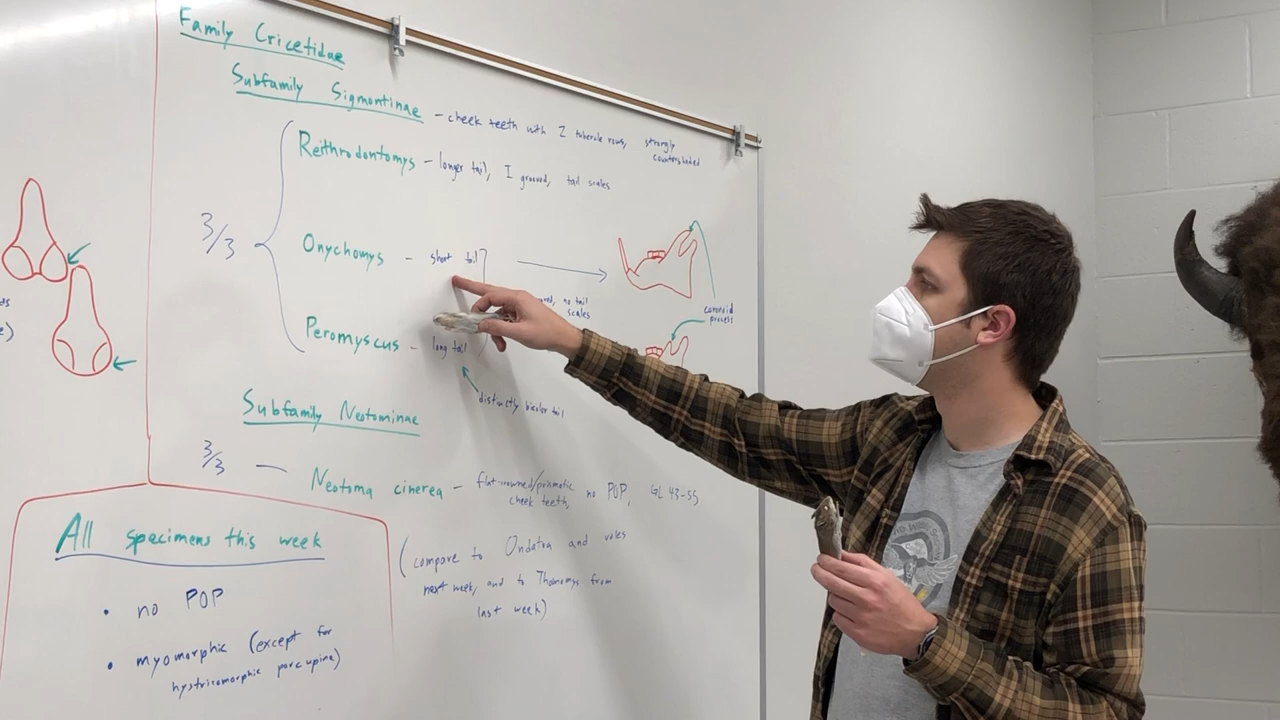 Family Cricetidae
Subfamily Sigmontinae - cheek teeth with 2 tubercle rows, strongly
countershaded
Reithrodontomys - longer tail, I grooved, tail scales
3/3
Onychomys - short tail
no tail
scales
coronoid
process
Peromyscus - long tail
distinctly bicolor tail
Subfamily Neotominae
3/3 - Neotoma cinerea - flat-crowned/prismatic
cheek teeth, no POP, GL 43-55
(compare to Ondatra and voles
next week, and to Thomomys from
last week)
All specimens this week
• no POP
• myomorphic (except for
hystricomorphic porcupine)